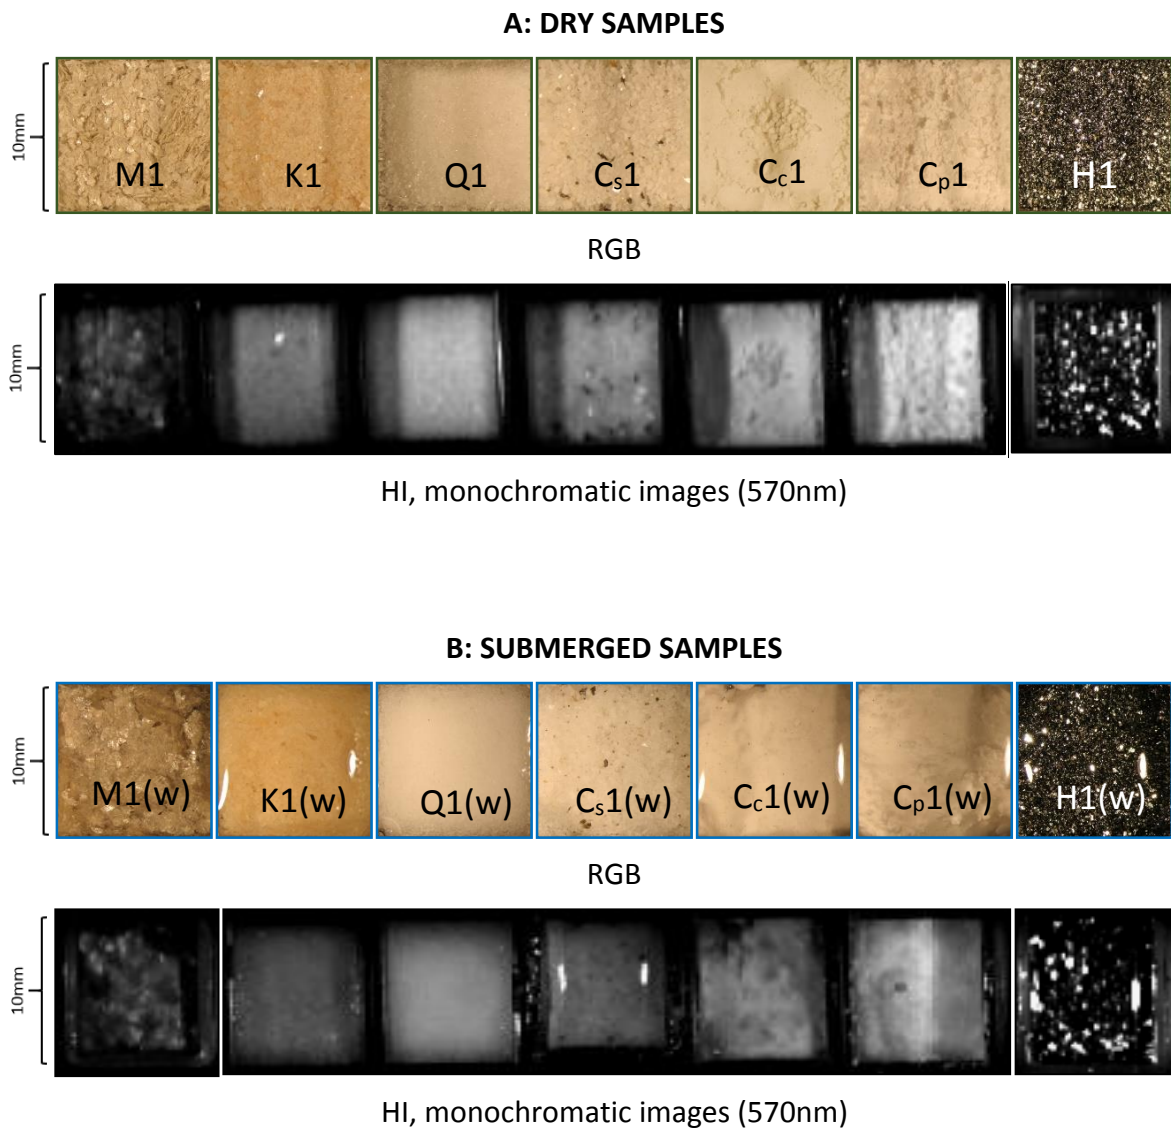 A: DRY SAMPLES
10mm
M1 K1 Q1 Cs1 Cc1 Cp1 H1
RGB
10mm
HI, monochromatic images (570nm)
B: SUBMERGED SAMPLES
10mm
M1(w) K1(w) Q1(w) Cs1(w) Cc1(w) Cp1(w) H1(w)
RGB
10mm
HI, monochromatic images (570nm)